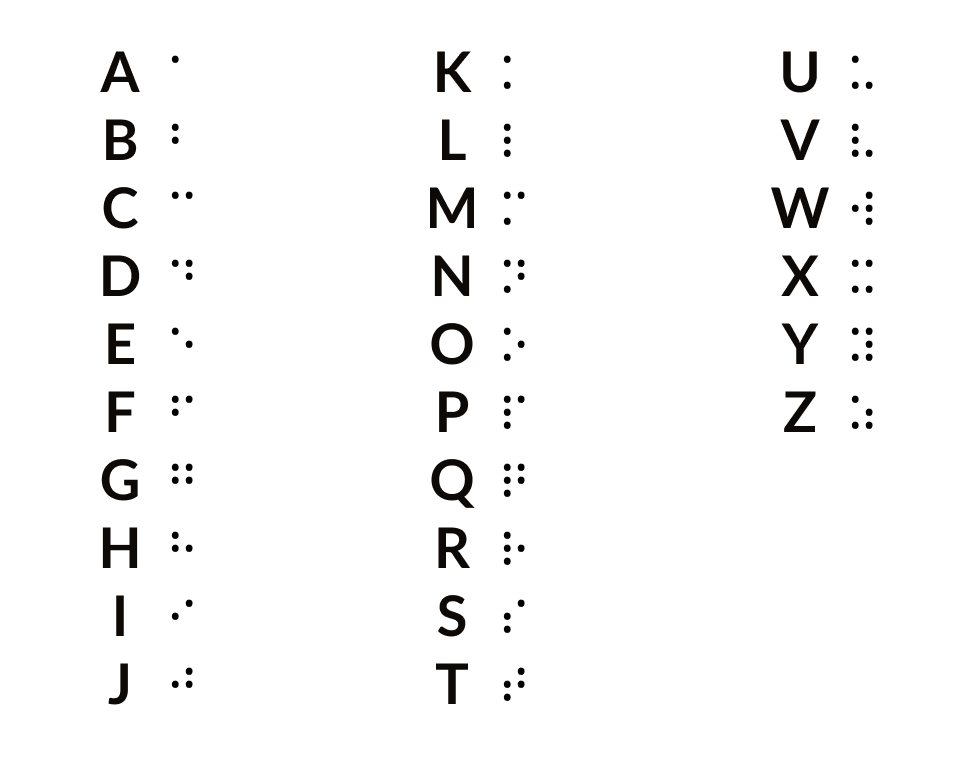 A ⠁
B ⠃
C ⠉
D ⠙
E ⠑
F ⠋
G ⠛
H ⠓
I ⠊
J ⠚
K ⠅
L ⠇
M ⠍
N ⠝
O ⠕
P ⠏
Q ⠟
R ⠗
S ⠎
T ⠞
U ⠥
V ⠧
W ⠺
X ⠭
Y ⠽
Z ⠵